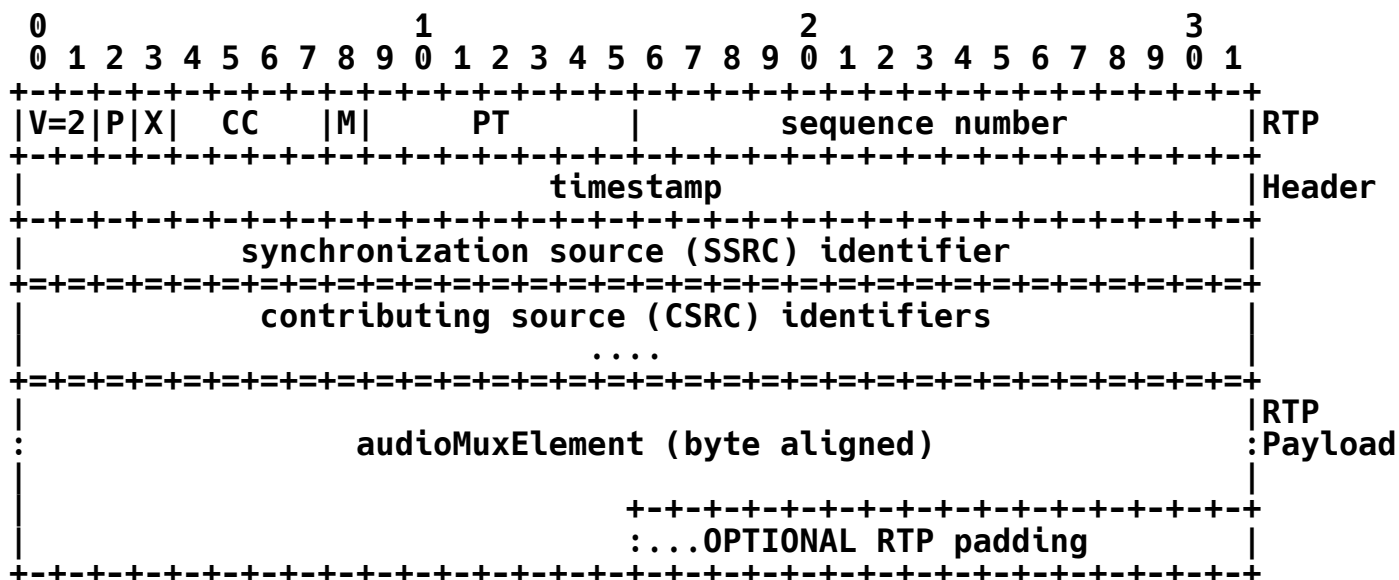 0                   1                   2                   3
 0 1 2 3 4 5 6 7 8 9 0 1 2 3 4 5 6 7 8 9 0 1 2 3 4 5 6 7 8 9 0 1
+-+-+-+-+-+-+-+-+-+-+-+-+-+-+-+-+-+-+-+-+-+-+-+-+-+-+-+-+-+-+-+-+
|V=2|P|X|  CC   |M|     PT      |       sequence number         |RTP
+-+-+-+-+-+-+-+-+-+-+-+-+-+-+-+-+-+-+-+-+-+-+-+-+-+-+-+-+-+-+-+-+
|                           timestamp                           |Header
+-+-+-+-+-+-+-+-+-+-+-+-+-+-+-+-+-+-+-+-+-+-+-+-+-+-+-+-+-+-+-+-+
|           synchronization source (SSRC) identifier            |
+=+=+=+=+=+=+=+=+=+=+=+=+=+=+=+=+=+=+=+=+=+=+=+=+=+=+=+=+=+=+=+=+
|            contributing source (CSRC) identifiers             |
|                             ....                              |
+=+=+=+=+=+=+=+=+=+=+=+=+=+=+=+=+=+=+=+=+=+=+=+=+=+=+=+=+=+=+=+=+
|                                                               |RTP
:                 audioMuxElement (byte aligned)                :Payload
|                                                               |
|                               +-+-+-+-+-+-+-+-+-+-+-+-+-+-+-+-+
|                               :...OPTIONAL RTP padding        |
+-+-+-+-+-+-+-+-+-+-+-+-+-+-+-+-+-+-+-+-+-+-+-+-+-+-+-+-+-+-+-+-+